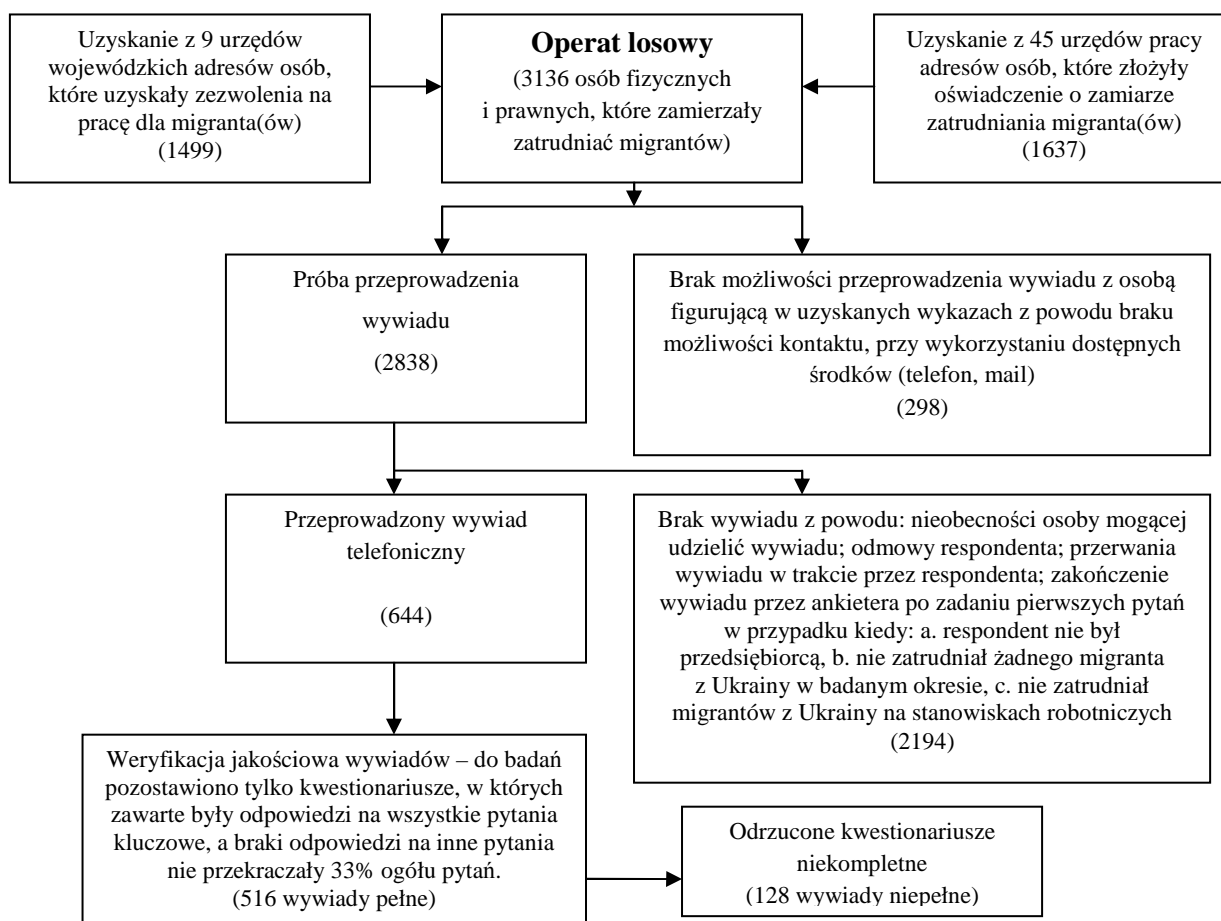 Uzyskanie z 9 urzędów
wojewódzkich adresów osób,
które uzyskały zezwolenia na
pracę dla migranta(ów)
(1499)
Operat losowy
(3136 osób fizycznych
i prawnych, które zamierzały
zatrudniać migrantów)
Uzyskanie z 45 urzędów pracy
adresów osób, które złożyły
oświadczenie o zamiarze
zatrudniania migranta(ów)
(1637)
Próba przeprowadzenia
wywiadu
(2838)
Brak możliwości przeprowadzenia wywiadu z osobą
figurującą w uzyskanych wykazach z powodu braku
możliwości kontaktu, przy wykorzystaniu dostępnych
środków (telefon, mail)
(298)
Przeprowadzony wywiad
telefoniczny
(644)
Brak wywiadu z powodu: nieobecności osoby mogącej
udzielić wywiadu; odmowy respondenta; przerwania
wywiadu w trakcie przez respondenta; zakończenie
wywiadu przez ankietera po zadaniu pierwszych pytań
w przypadku kiedy: a. respondent nie był
przedsiębiorcą, b. nie zatrudniał żadnego migranta
z Ukrainy w badanym okresie, c. nie zatrudniał
migrantów z Ukrainy na stanowiskach robotniczych
(2194)
Weryfikacja jakościowa wywiadów – do badań
pozostawiono tylko kwestionariusze, w których
zawarte były odpowiedzi na wszystkie pytania
kluczowe, a braki odpowiedzi na inne pytania
nie przekraczały 33% ogółu pytań.
(516 wywiady pełne)
Odrzucone kwestionariusze
niekompletne
(128 wywiady niepełne)